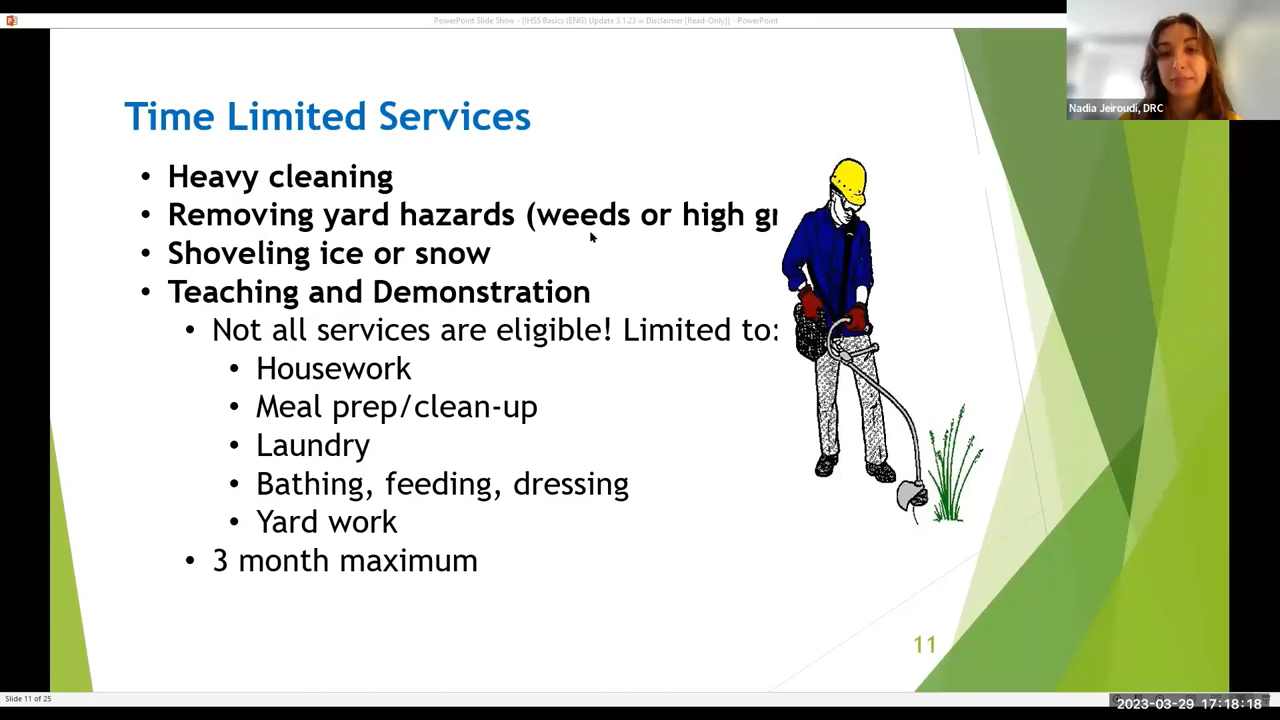 PowerPoint Slide Show - [IHSS Basics (ENG) Update 3.1.23 w Disclaimer [Read-Only]] - PowerPoint
Nadia Jeiroudi, DRC
Time Limited Services
• Heavy cleaning
• Removing yard hazards (weeds or high gr
• Shoveling ice or snow
• Teaching and Demonstration
• Not all services are eligible! Limited to:
• Housework
• Meal prep/clean-up
• Laundry
• Bathing, feeding, dressing
• Yard work
• 3 month maximum
11
Slide 11 of 25
2023-03-29 17:18:18